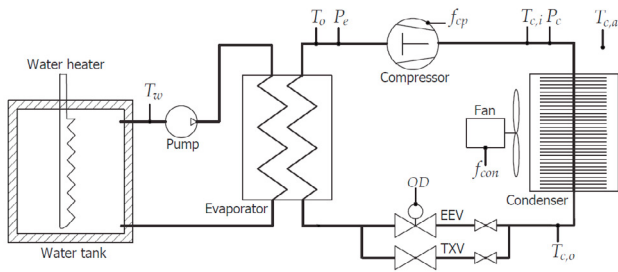 T_o P_e
f_cp
T_c,i P_c
T_c,a
Water heater
T_w
Compressor
Fan
Pump
f_con
OD
Condenser
Evaporator
EEV
TXV
T_c,o
Water tank